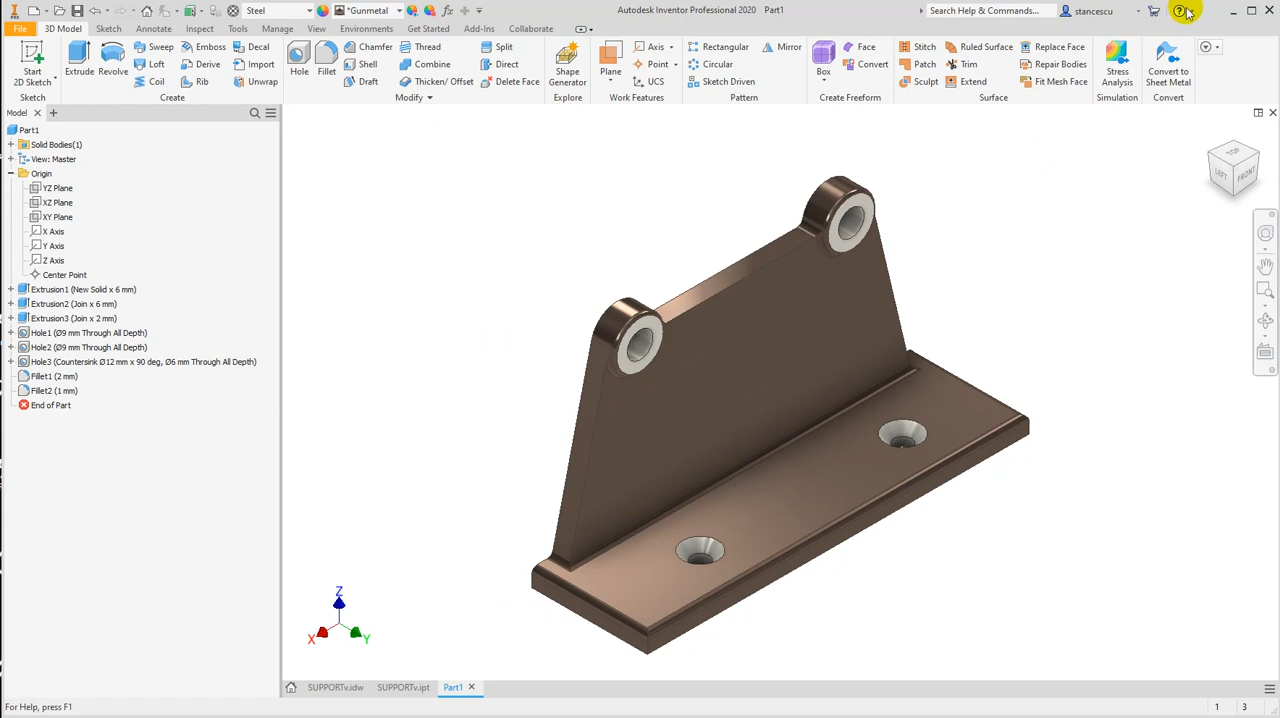 PRO
Steel
*Gunmetal
fx
Autodesk Inventor Professional 2020 Part1
Search Help & Commands...
stancescu
File
3D Model
Sketch
Annotate
Inspect
Tools
Manage
View
Environments
Get Started
Add-Ins
Collaborate
Start
2D Sketch
Extrude
Revolve
Sweep
Loft
Coil
Emboss
Derive
Rib
Decal
Import
Unwrap
Hole
Fillet
Chamfer
Shell
Draft
Thread
Combine
Thicken/ Offset
Split
Direct
Delete Face
Shape
Generator
Plane
Axis
Point
UCS
Rectangular
Circular
Sketch Driven
Mirror
Box
Face
Convert
Stitch
Patch
Sculpt
Ruled Surface
Trim
Extend
Replace Face
Repair Bodies
Fit Mesh Face
Stress
Analysis
Convert to
Sheet Metal
Sketch
Create
Modify
Explore
Work Features
Pattern
Create Freeform
Surface
Simulation
Convert
Model
Part1
Solid Bodies(1)
View: Master
Origin
YZ Plane
XZ Plane
XY Plane
X Axis
Y Axis
Z Axis
Center Point
Extrusion1 (New Solid x 6 mm)
Extrusion2 (Join x 6 mm)
Extrusion3 (Join x 2 mm)
Hole1 (Ø9 mm Through All Depth)
Hole2 (Ø9 mm Through All Depth)
Hole3 (Countersink Ø12 mm x 90 deg, Ø6 mm Through All Depth)
Fillet1 (2 mm)
Fillet2 (1 mm)
End of Part
TOP
LEFT
FRONT
Z
X
Y
SUPPORTv.idw
SUPPORTv.ipt
Part1
For Help, press F1
1
3